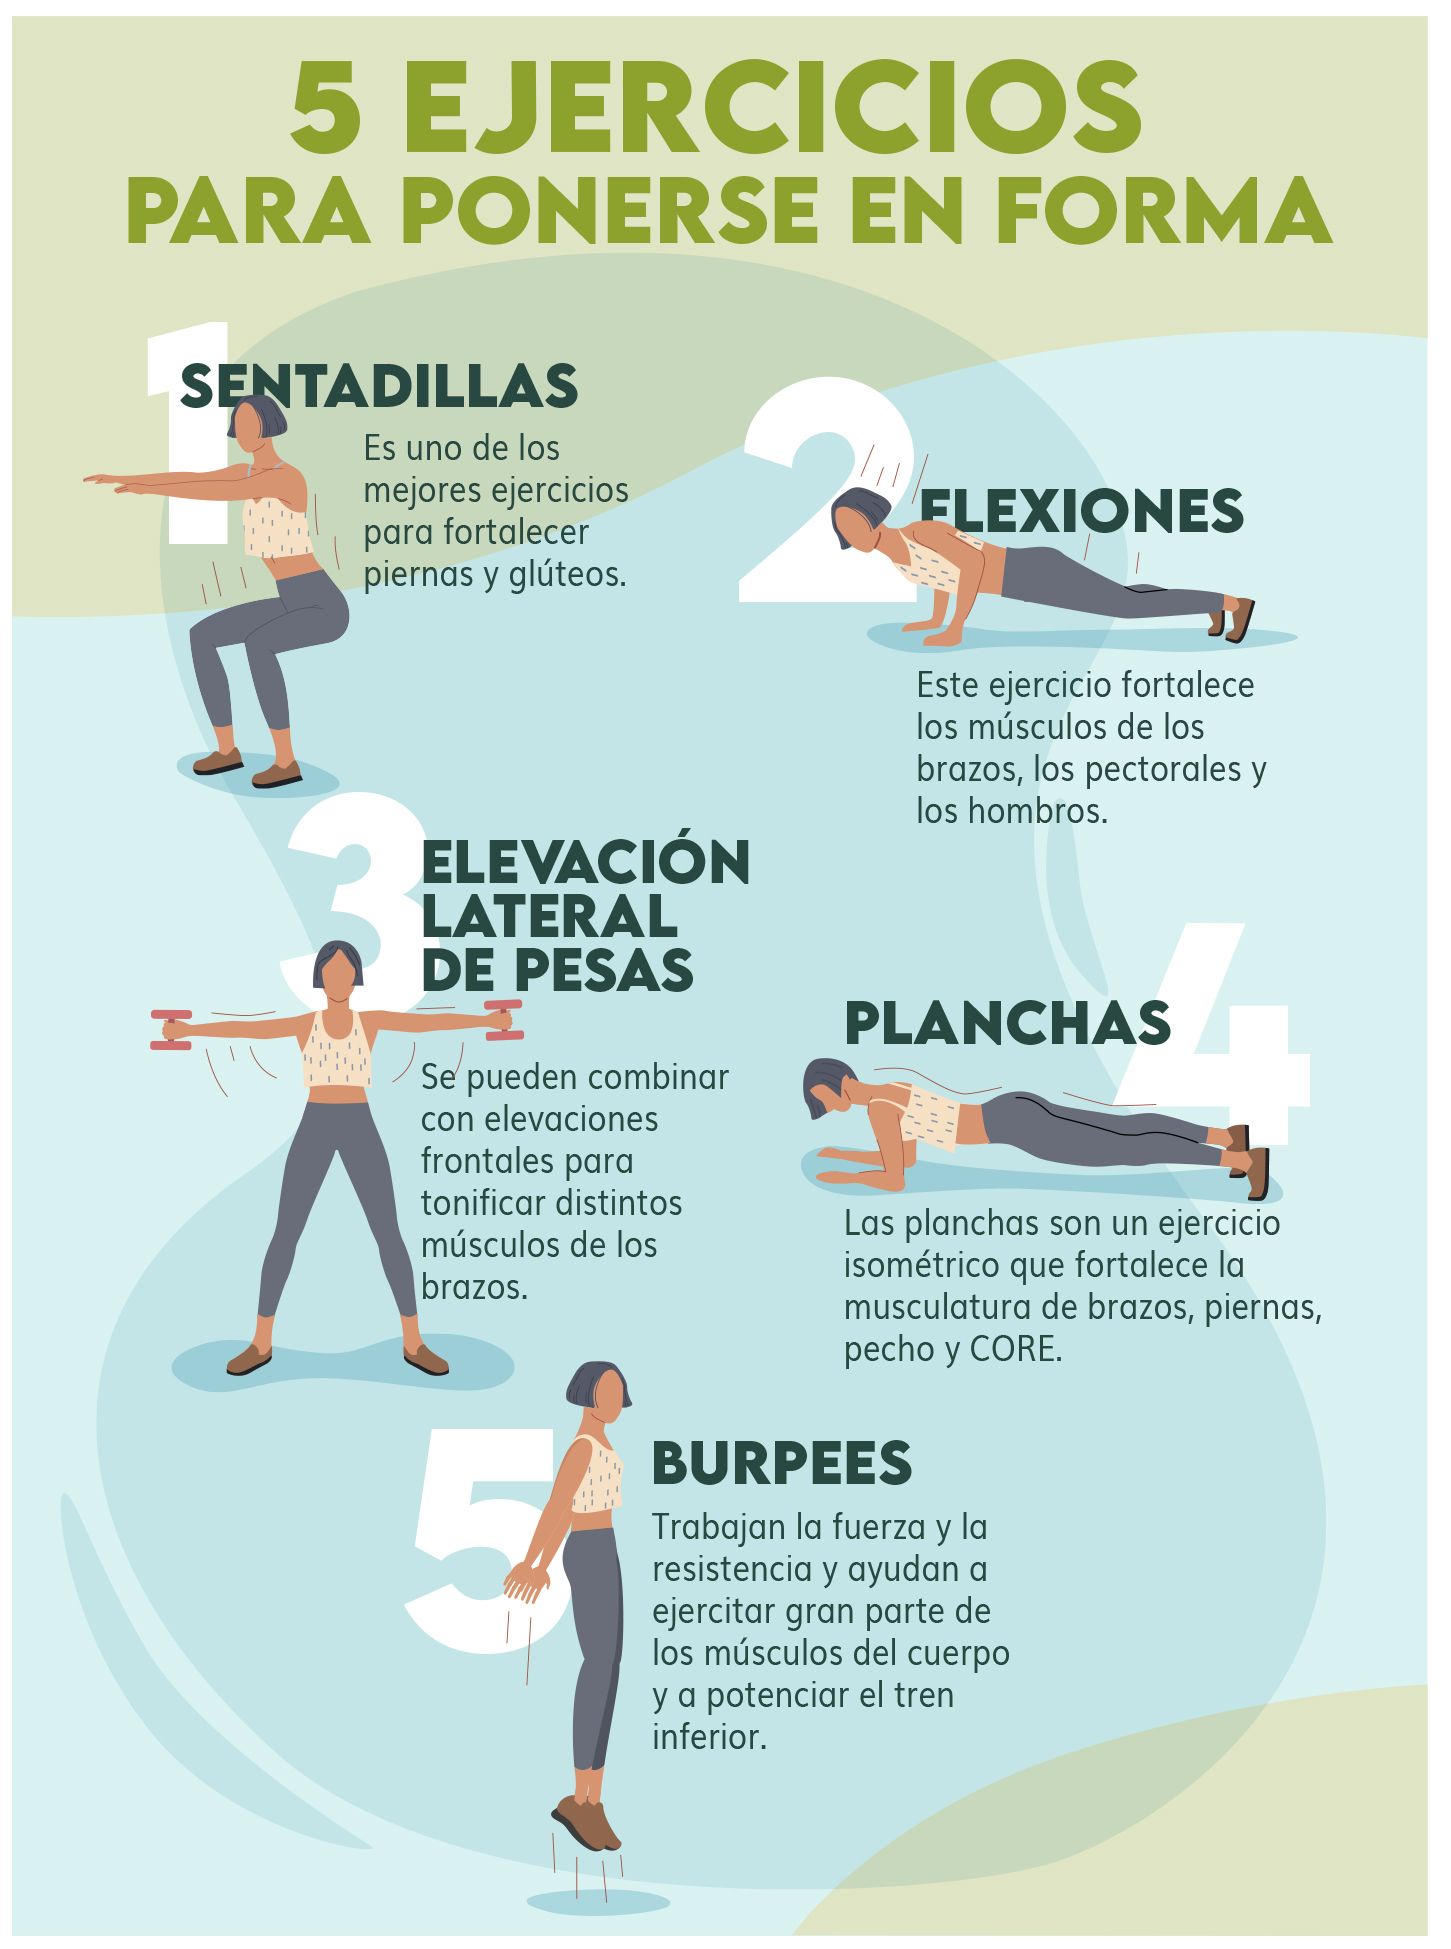 5 EJERCICIOS
PARA PONERSE EN FORMA
1
SENTADILLAS
Es uno de los
mejores ejercicios
para fortalecer
piernas y glúteos.
2
FLEXIONES
Este ejercicio fortalece
los músculos de los
brazos, los pectorales y
los hombros.
3
ELEVACIÓN
LATERAL
DE PESAS
Se pueden combinar
con elevaciones
frontales para
tonificar distintos
músculos de los
brazos.
4
PLANCHAS
Las planchas son un ejercicio
isométrico que fortalece la
musculatura de brazos, piernas,
pecho y CORE.
5
BURPEES
Trabajan la fuerza y la
resistencia y ayudan a
ejercitar gran parte de
los músculos del cuerpo
y a potenciar el tren
inferior.